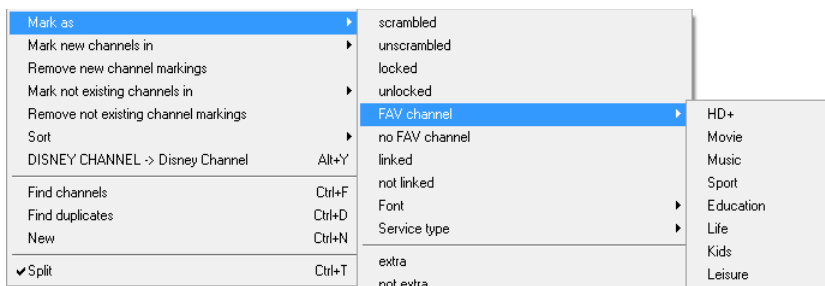 Mark as
Mark new channels in
Remove new channel markings
Mark not existing channels in
Remove not existing channel markings
Sort
DISNEY CHANNEL -> Disney Channel Alt+Y
Find channels Ctrl+F
Find duplicates Ctrl+D
New Ctrl+N
Split Ctrl+T
scrambled
unscrambled
locked
unlocked
FAV channel
no FAV channel
linked
not linked
Font
Service type
extra
not extra
HD+
Movie
Music
Sport
Education
Life
Kids
Leisure